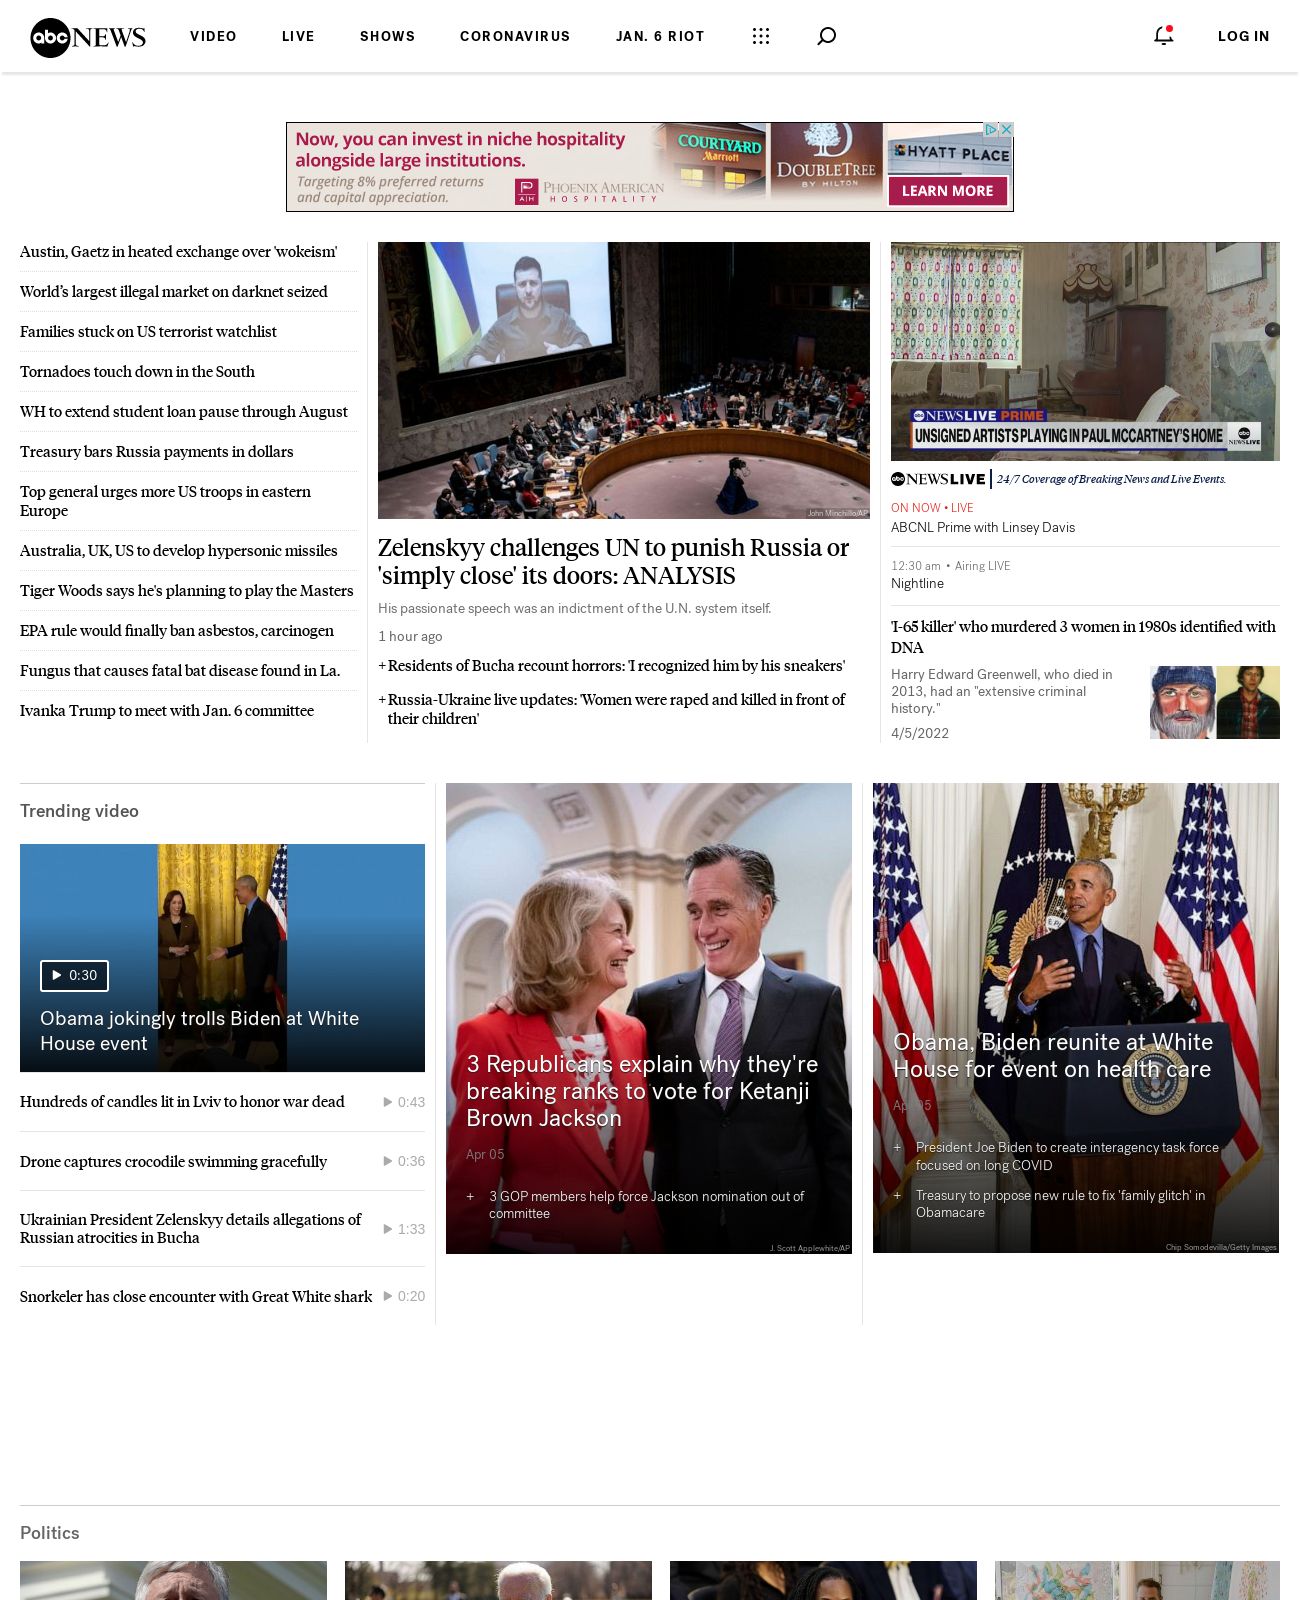 abc NEWS
VIDEO
LIVE
SHOWS
CORONAVIRUS
JAN. 6 RIOT
LOG IN
Now, you can invest in niche hospitality
alongside large institutions.
Targeting 8% preferred returns
and capital appreciation.
PHOENIX AMERICAN
HOSPITALITY
COURTYARD
Marriott
DOUBLETREE
BY HILTON
HYATT PLACE
LEARN MORE
Austin, Gaetz in heated exchange over 'wokeism'
World's largest illegal market on darknet seized
Families stuck on US terrorist watchlist
Tornadoes touch down in the South
WH to extend student loan pause through August
Treasury bars Russia payments in dollars
Top general urges more US troops in eastern
Europe
Australia, UK, US to develop hypersonic missiles
Tiger Woods says he's planning to play the Masters
EPA rule would finally ban asbestos, carcinogen
Fungus that causes fatal bat disease found in La.
Ivanka Trump to meet with Jan. 6 committee
John Minchillo/AP
Zelenskyy challenges UN to punish Russia or
'simply close' its doors: ANALYSIS
His passionate speech was an indictment of the U.N. system itself.
1 hour ago
+ Residents of Bucha recount horrors: 'I recognized him by his sneakers'
+ Russia-Ukraine live updates: 'Women were raped and killed in front of
their children'
abc NEWS LIVE PRIME
UNSIGNED ARTISTS PLAYING IN PAUL MCCARTNEY'S HOME
abc NEWS LIVE
abc NEWS LIVE 24/7 Coverage of Breaking News and Live Events.
ON NOW • LIVE
ABCNL Prime with Linsey Davis
12:30 am • Airing LIVE
Nightline
'I-65 killer' who murdered 3 women in 1980s identified with
DNA
Harry Edward Greenwell, who died in
2013, had an "extensive criminal
history."
4/5/2022
Trending video
0:30
Obama jokingly trolls Biden at White
House event
Hundreds of candles lit in Lviv to honor war dead 0:43
Drone captures crocodile swimming gracefully 0:36
Ukrainian President Zelenskyy details allegations of
Russian atrocities in Bucha 1:33
Snorkeler has close encounter with Great White shark 0:20
3 Republicans explain why they're
breaking ranks to vote for Ketanji
Brown Jackson
Apr 05
+ 3 GOP members help force Jackson nomination out of
committee
J. Scott Applewhite/AP
Obama, Biden reunite at White
House for event on health care
Apr 05
+ President Joe Biden to create interagency task force
focused on long COVID
+ Treasury to propose new rule to fix 'family glitch' in
Obamacare
Chip Somodevilla/Getty Images
Politics